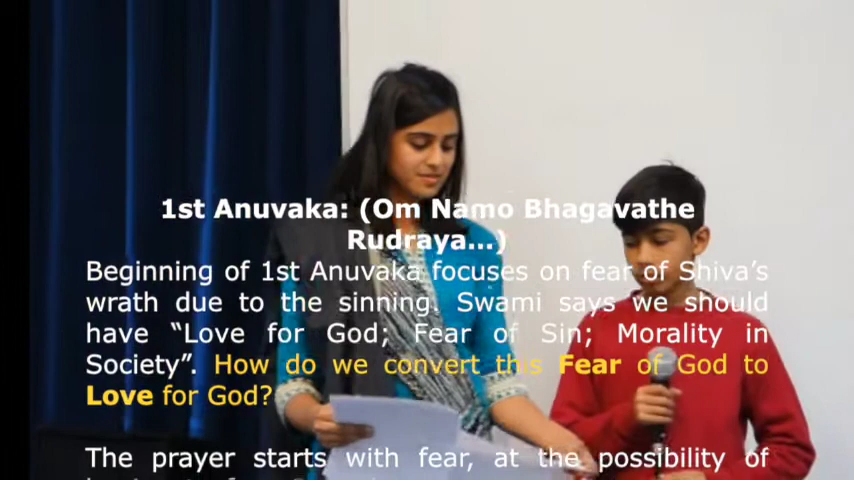 1st Anuvaka: (Om Namo Bhagavathe
Rudraya...)
Beginning of 1st Anuvaka focuses on fear of Shiva’s
wrath due to the sinning. Swami says we should
have “Love for God; Fear of Sin; Morality in
Society”. How do we convert this Fear of God to
Love for God?
The prayer starts with fear, at the possibility of